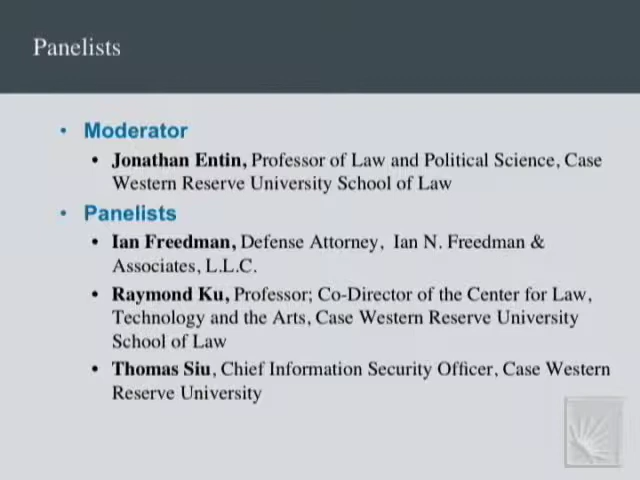 Panelists
• Moderator
• Jonathan Entin, Professor of Law and Political Science, Case
Western Reserve University School of Law
• Panelists
• Ian Freedman, Defense Attorney, Ian N. Freedman &
Associates, L.L.C.
• Raymond Ku, Professor; Co-Director of the Center for Law,
Technology and the Arts, Case Western Reserve University
School of Law
• Thomas Siu, Chief Information Security Officer, Case Western
Reserve University